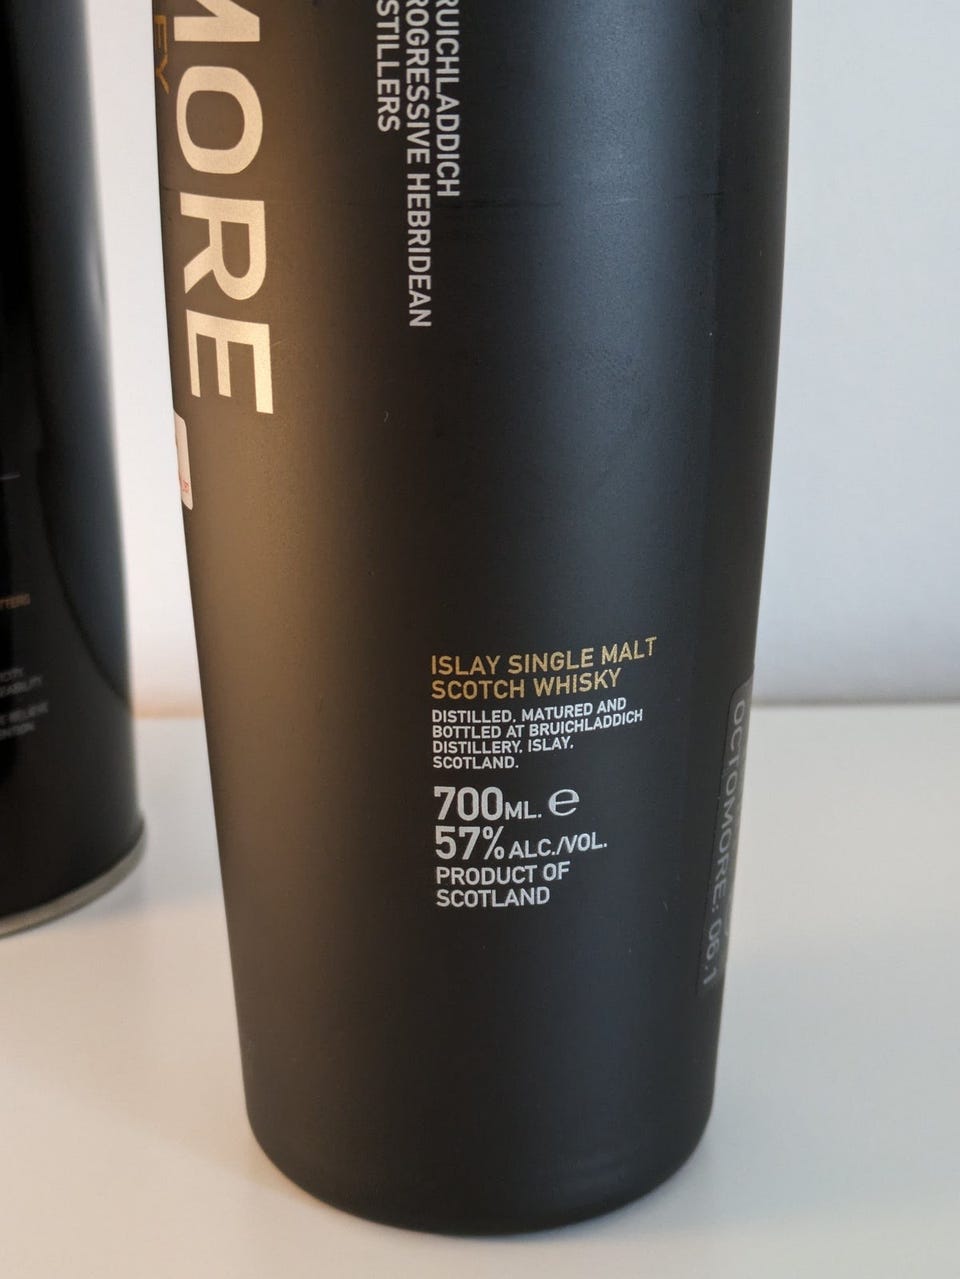 MORE
RUICHLADDICH
ROGRESSIVE HEBRIDEAN
STILLERS
ISLAY SINGLE MALT
SCOTCH WHISKY
DISTILLED, MATURED AND
BOTTLED AT BRUICHLADDICH
DISTILLERY, ISLAY,
SCOTLAND.
700ML. e
57% ALC./VOL.
PRODUCT OF
SCOTLAND
OCTOMORE: 06.1